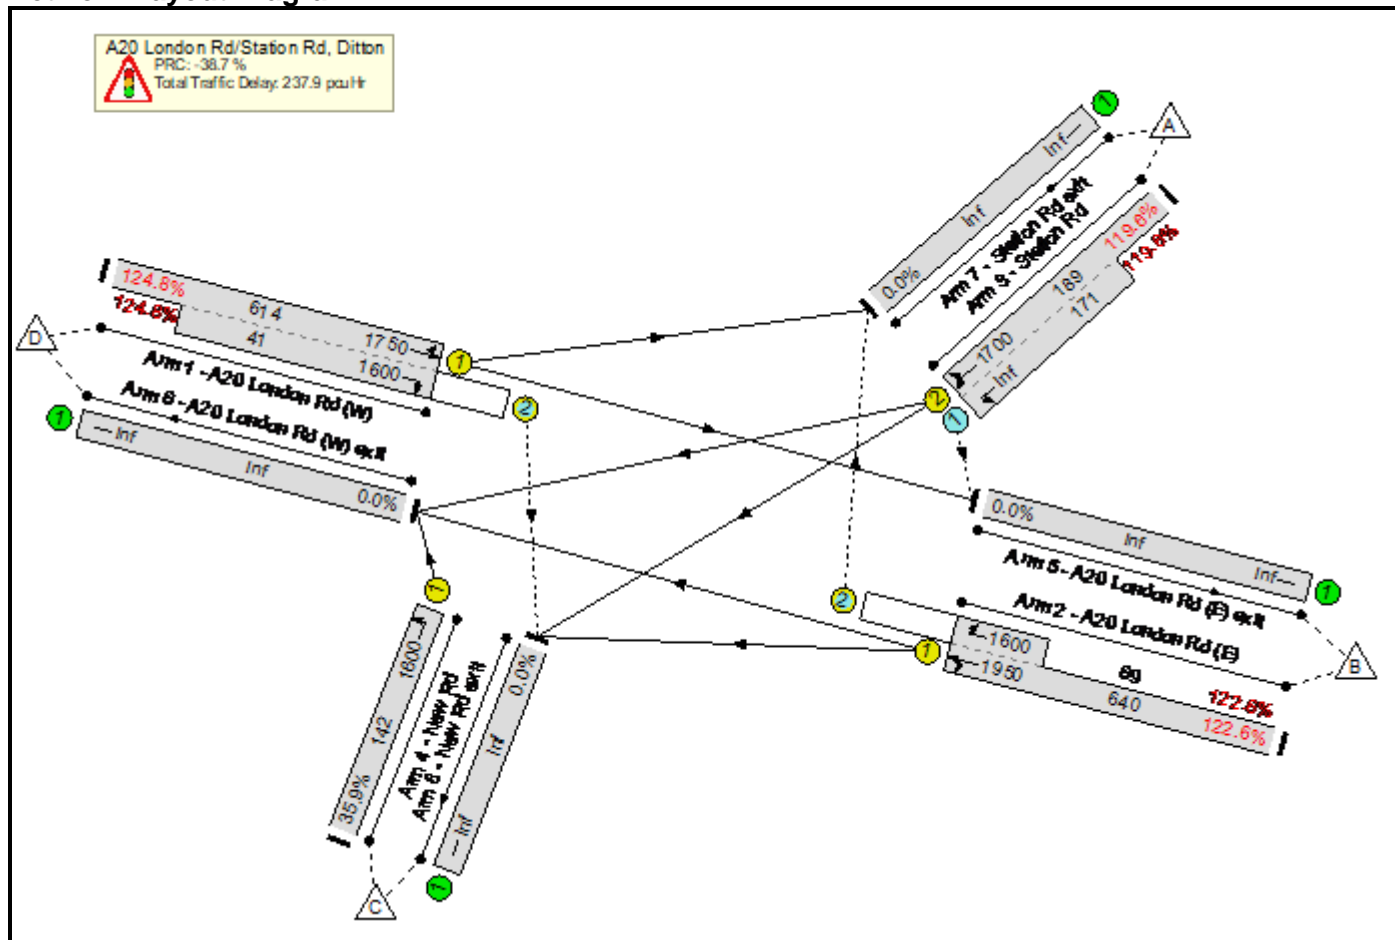 A20 London Rd/Station Rd, Ditton
PRC: -38.7 %
Total Traffic Delay: 237.9 pcuHr
1
A
Inf
Inf
0.0%
Arm 7 - Station Rd exit
Arm 3 - Station Rd
119.6%
119.6%
189
171
1700
Inf
2
1
124.8%
124.8%
614
41
1750
1600
1
2
D
Arm 1 - A20 London Rd (W)
Arm 6 - A20 London Rd (W) exit
1
Inf
Inf
0.0%
0.0%
Inf
Inf
1
Arm 5 - A20 London Rd (E) exit
Arm 2 - A20 London Rd (E)
B
2
1
1600
1950
69
640
122.6%
122.6%
1
1600
142
35.9%
Arm 4 - New Rd
Arm 8 - New Rd exit
0.0%
Inf
Inf
1
C